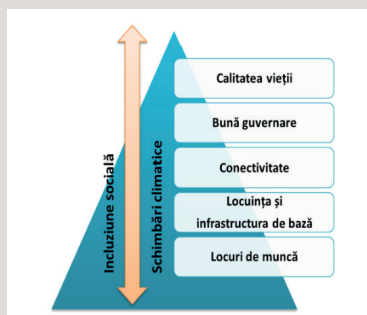 Calitatea vieții
Bună guvernare
Conectivitate
Locuința și
infrastructura de bază
Locuri de muncă
Incluziune socială
Schimbări climatice